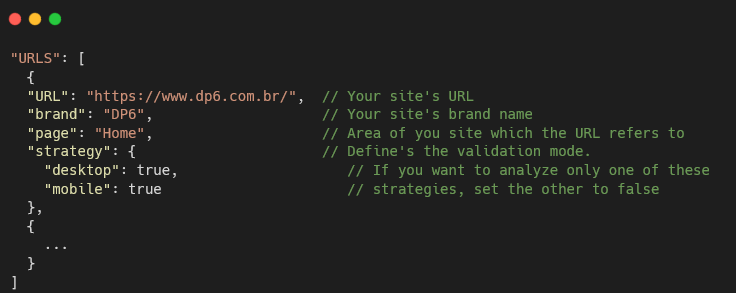 "URLS": [
  {
  "URL": "https://www.dp6.com.br/",  // Your site's URL
  "brand": "DP6",                    // Your site's brand name
  "page": "Home",                    // Area of you site which the URL refers to
  "strategy": {                      // Define's the validation mode.
    "desktop": true,                    // If you want to analyze only one of these
    "mobile": true                      // strategies, set the other to false
  },
  {
    ...
  }
]